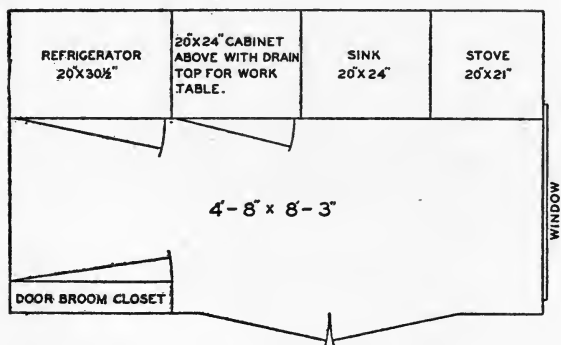 REFRIGERATOR
20"X30½"
20"X24" CABINET
ABOVE WITH DRAIN
TOP FOR WORK
TABLE.
SINK
20"X24"
STOVE
20"X21"
4'-8" x 8'-3"
WINDOW
DOOR BROOM CLOSET